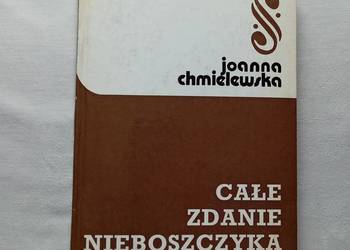 joanna
chmielewska
CAŁE
ZDANIE
NIEBOSZCZYKA